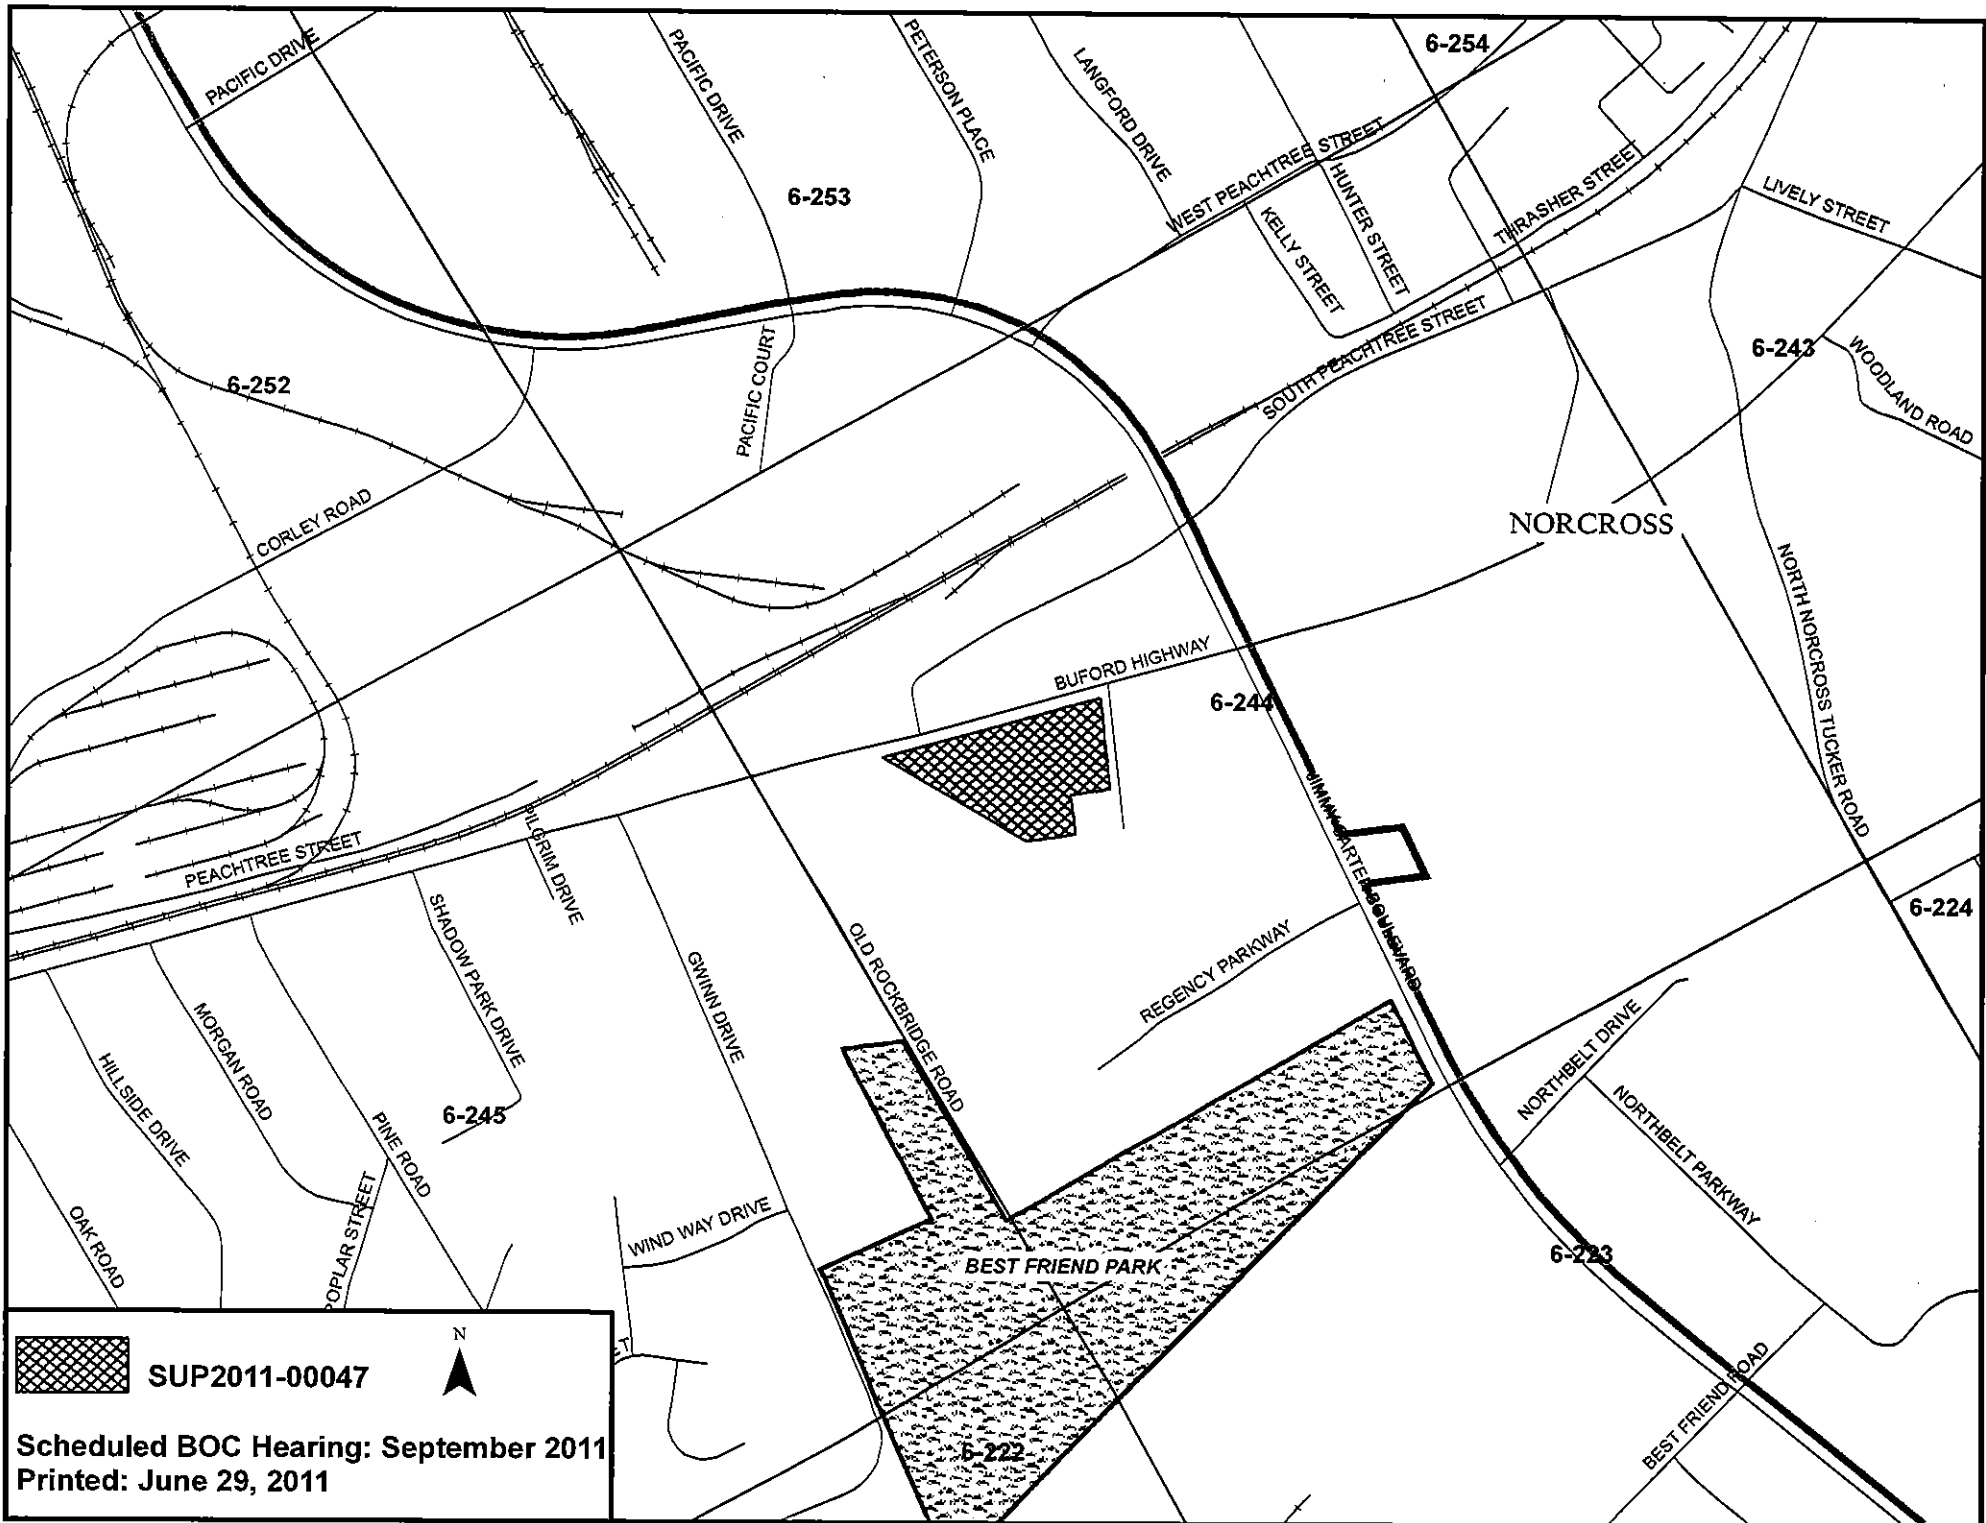 6-254
PACIFIC DRIVE
PACIFIC DRIVE
PETERSON PLACE
LANGFORD DRIVE
WEST PEACHTREE STREET
HUNTER STREET
KELLY STREET
THRASHER STREET
LIVELY STREET
6-253
SOUTH PEACHTREE STREET
6-243
WOODLAND ROAD
6-252
PACIFIC COURT
CORLEY ROAD
NORCROSS
NORTH NORCROSS TUCKER ROAD
BUFORD HIGHWAY
6-244
JIMMY CARTER BOULEVARD
PEACHTREE STREET
PILGRIM DRIVE
SHADOW PARK DRIVE
GWINN DRIVE
OLD ROCKBRIDGE ROAD
REGENCY PARKWAY
6-224
MORGAN ROAD
HILLSIDE DRIVE
PINE ROAD
6-245
NORTHBELT DRIVE
NORTHBELT PARKWAY
OAK ROAD
POPLAR STREET
WIND WAY DRIVE
BEST FRIEND PARK
6-223
BEST FRIEND ROAD
6-222
ET
N
SUP2011-00047
Scheduled BOC Hearing: September 2011
Printed: June 29, 2011